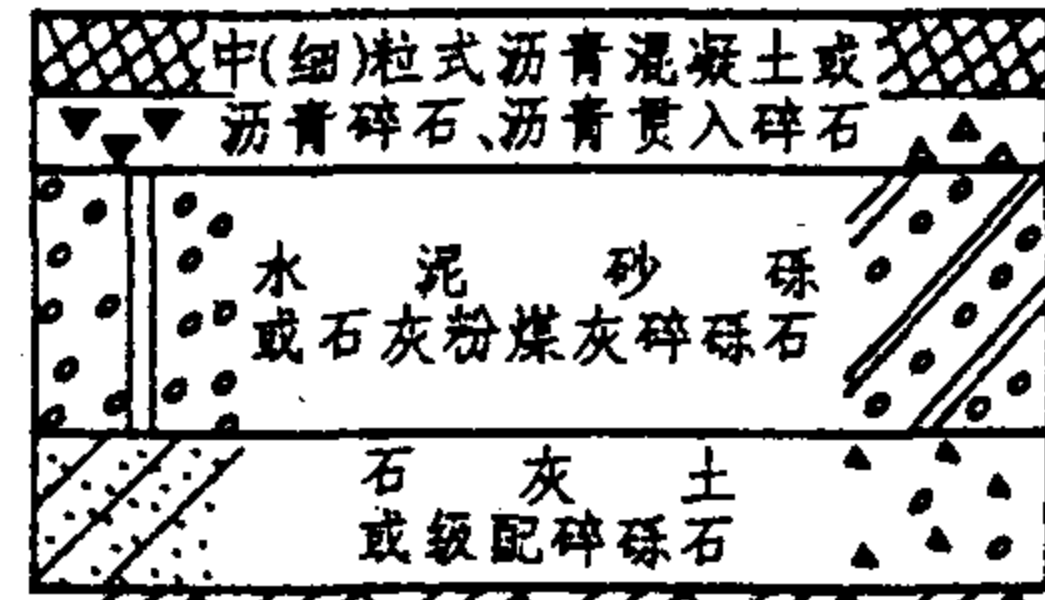 中(细)粒式沥青混凝土或
沥青碎石、沥青贯入碎石
水泥砂砾
或石灰粉煤灰碎砾石
石灰土
或级配碎砾石